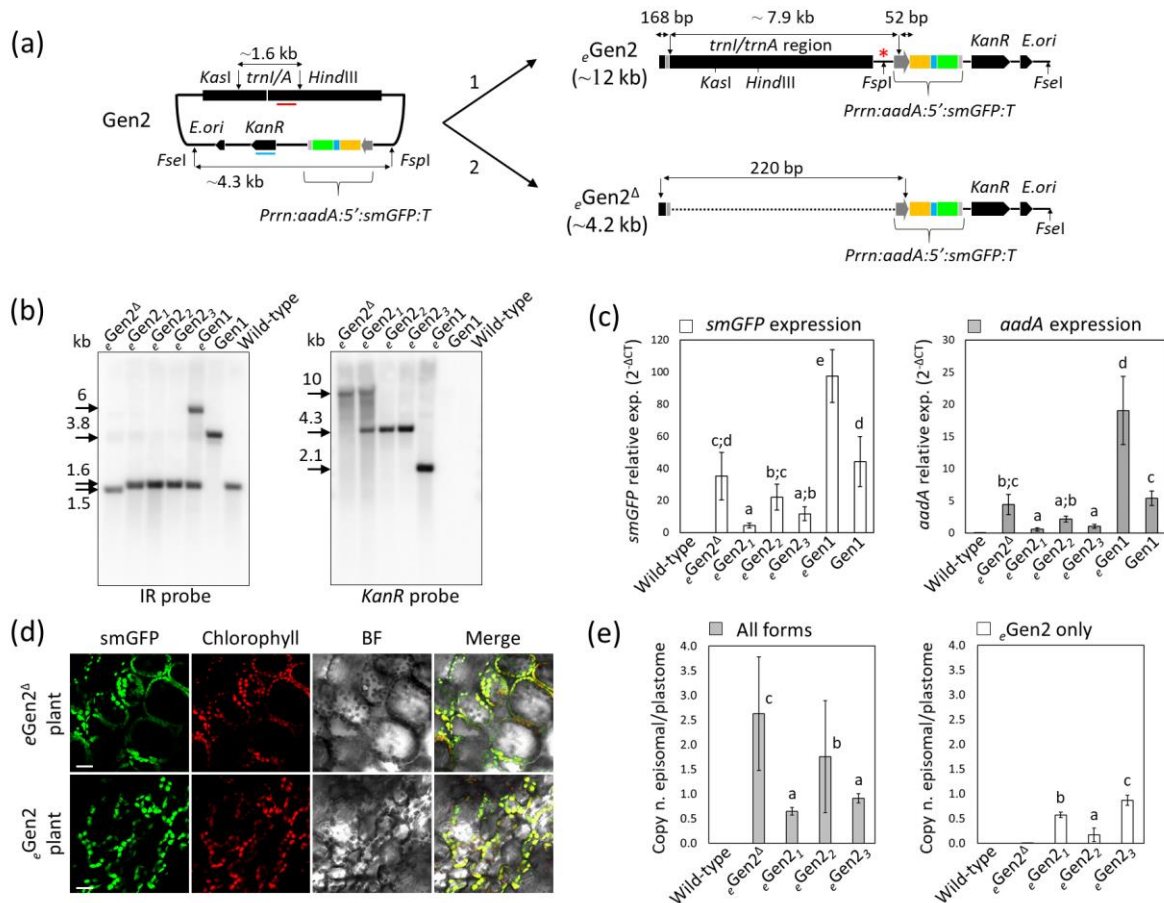 (a)
~1.6 kb
KasI trnI/A HindIII
Gen2
E.ori KanR
FseI FspI
~4.3 kb
Prrn:aadA:5':smGFP:T
1
2
168 bp ~ 7.9 kb 52 bp
eGen2 trnI/trnA region * KanR E.ori
(~12 kb)
KasI HindIII FspI FseI
Prrn:aadA:5':smGFP:T
220 bp
eGen2Δ KanR E.ori
(~4.2 kb)
FseI
Prrn:aadA:5':smGFP:T
(b)
kb eGen2Δ eGen2₁ eGen2₂ eGen2₃ eGen1 Gen1 Wild-type
6
3.8
1.6
1.5
IR probe
eGen2Δ eGen2₁ eGen2₂ eGen2₃ eGen1 Gen1 Wild-type
kb
10
4.3
2.1
KanR probe
(c)
smGFP expression
smGFP relative exp. (2-ΔCT)
120
100
80
60
40
20
0
c;d a b;c a;b e d
Wild-type eGen2Δ eGen2₁ eGen2₂ eGen2₃ eGen1 Gen1
aadA expression
aadA relative exp. (2-ΔCT)
30
25
20
15
10
5
0
b;c a a;b a d c
Wild-type eGen2Δ eGen2₁ eGen2₂ eGen2₃ eGen1 Gen1
(d)
smGFP Chlorophyll BF Merge
eGen2Δ
plant
eGen2
plant
(e)
All forms
Copy n. episomal/plastome
4.0
3.5
3.0
2.5
2.0
1.5
1.0
0.5
0.0
c a b a
Wild-type eGen2Δ eGen2₁ eGen2₂ eGen2₃
eGen2 only
Copy n. episomal/plastome
4.0
3.5
3.0
2.5
2.0
1.5
1.0
0.5
0.0
b a c
Wild-type eGen2Δ eGen2₁ eGen2₂ eGen2₃